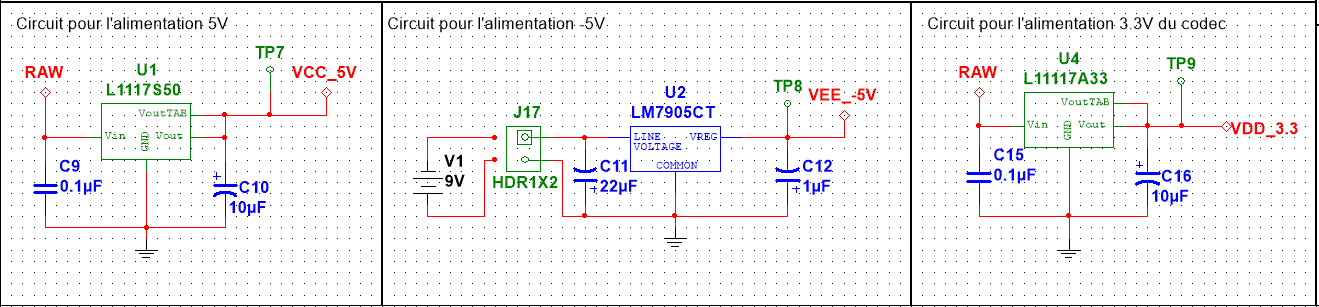 Circuit pour l'alimentation 5V
RAW
U1
L1117S50
TP7
VCC_5V
VoutTAB
Vin
GND
Vout
C9
0.1µF
C10
10µF
Circuit pour l'alimentation -5V
V1
9V
J17
HDR1X2
U2
LM7905CT
LINE
VOLTAGE
VREG
COMMON
C11
22µF
TP8
VEE_-5V
C12
1µF
Circuit pour l'alimentation 3.3V du codec
RAW
U4
L11117A33
TP9
VoutTAB
Vin
GND
Vout
VDD_3.3
C15
0.1µF
C16
10µF